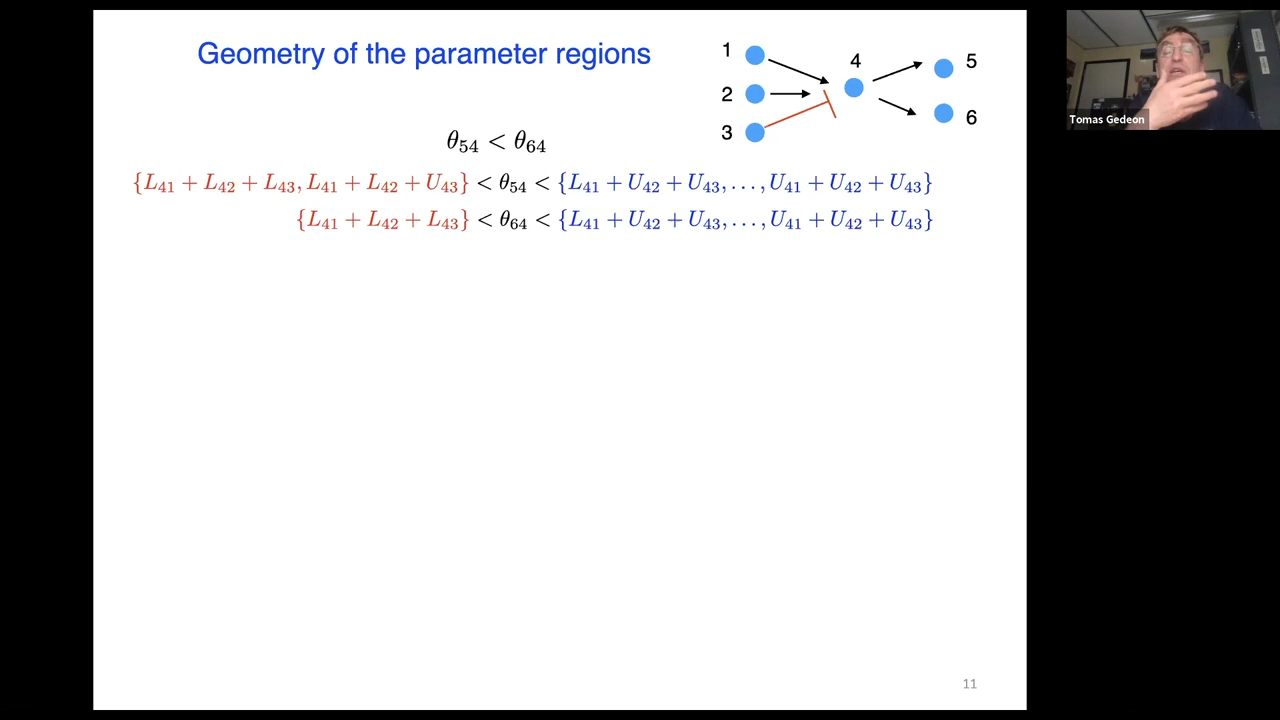 Geometry of the parameter regions
1
2
3
4
5
6
θ₅₄ < θ₆₄
{L₄₁ + L₄₂ + L₄₃, L₄₁ + L₄₂ + U₄₃} < θ₅₄ < {L₄₁ + U₄₂ + U₄₃, . . . , U₄₁ + U₄₂ + U₄₃}
{L₄₁ + L₄₂ + L₄₃} < θ₆₄ < {L₄₁ + U₄₂ + U₄₃, . . . , U₄₁ + U₄₂ + U₄₃}
11
Tomas Gedeon